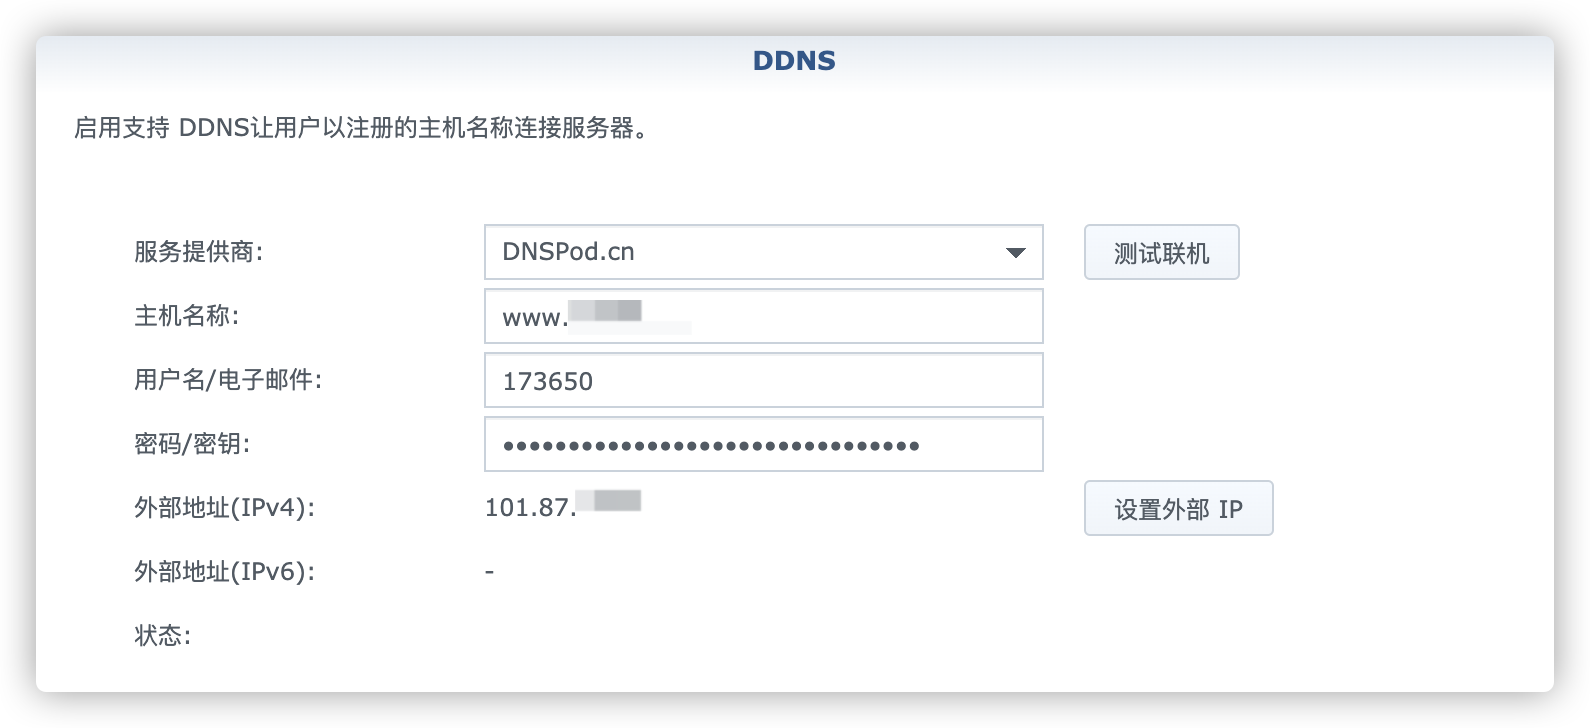 DDNS
启用支持 DDNS让用户以注册的主机名称连接服务器。
服务提供商: DNSPod.cn 测试联机
主机名称: www.
用户名/电子邮件: 173650
密码/密钥: ••••••••••••••••••••••••••••••••
外部地址(IPv4): 101.87. 设置外部 IP
外部地址(IPv6): -
状态: